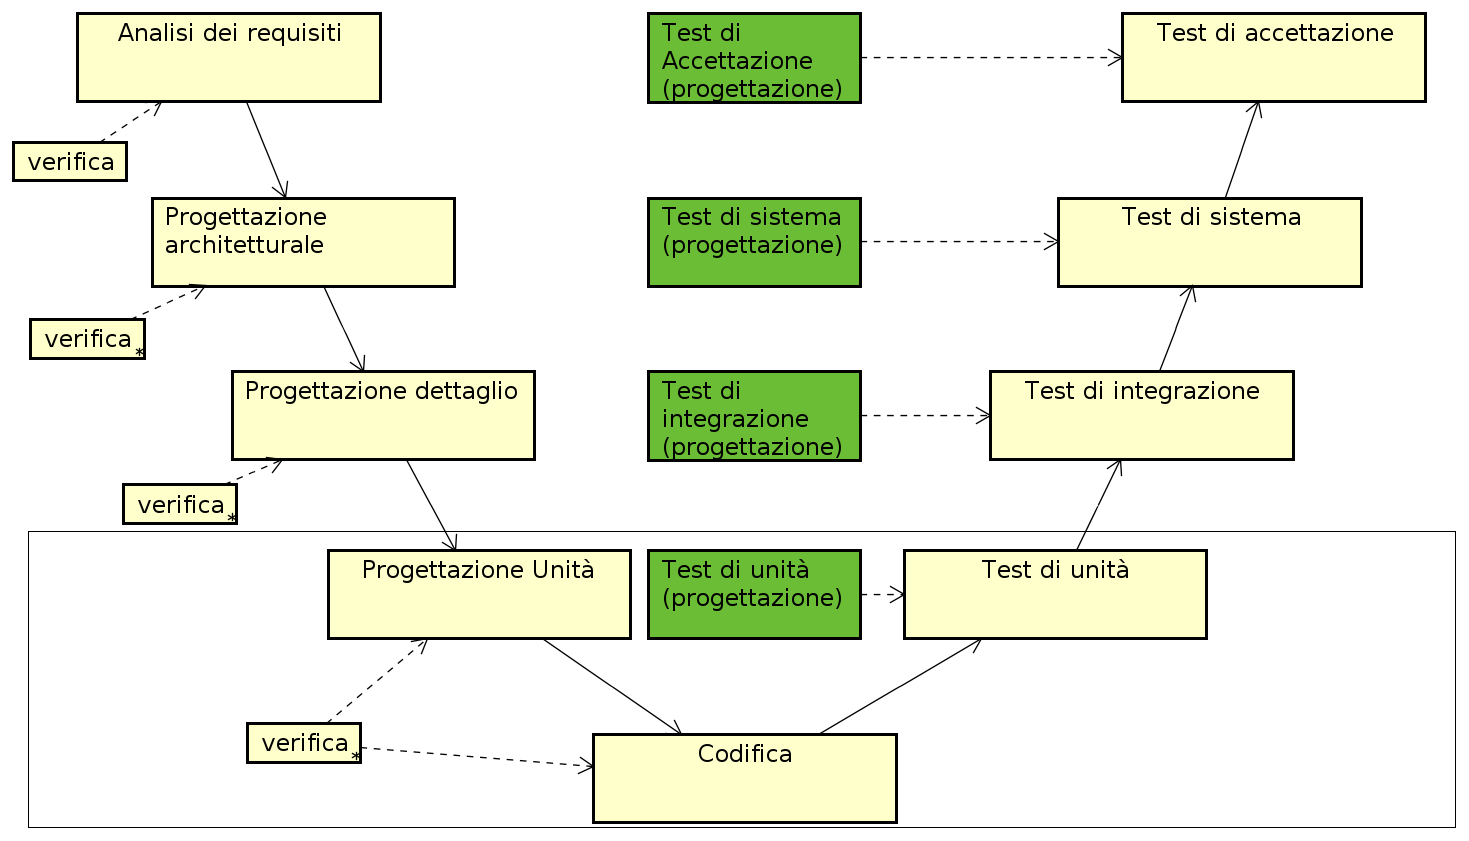 Analisi dei requisiti
Test di
Accettazione
(progettazione)
Test di accettazione
verifica
Progettazione
architetturale
Test di sistema
(progettazione)
Test di sistema
verifica
*
Progettazione dettaglio
Test di
integrazione
(progettazione)
Test di integrazione
verifica
*
Progettazione Unità
Test di unità
(progettazione)
Test di unità
verifica
*
Codifica